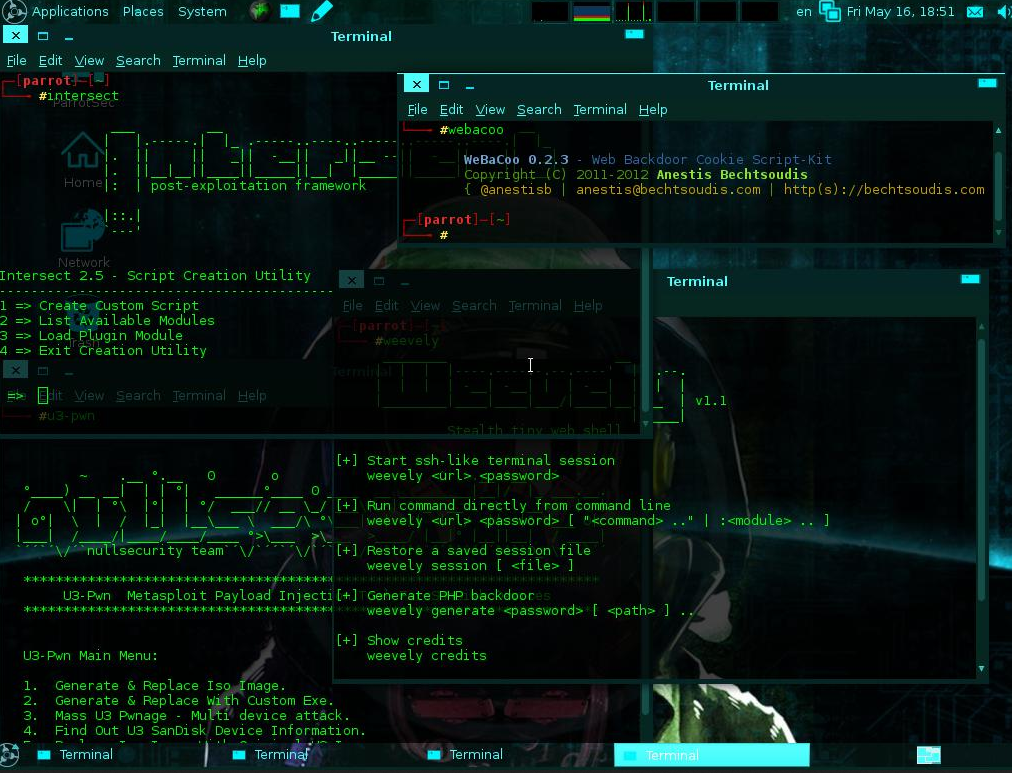 Applications Places System
en Fri May 16, 18:51
Terminal
File Edit View Search Terminal Help
[parrot]-[~]
#intersect
ParrotSec
Home
| post-exploitation framework
Network
Intersect 2.5 - Script Creation Utility
1 => Create Custom Script
2 => List Available Modules
3 => Load Plugin Module
4 => Exit Creation Utility
Trash
=>
Terminal
File Edit View Search Terminal Help
#webacoo
WeBaCoo 0.2.3 - Web Backdoor Cookie Script-Kit
Copyright (C) 2011-2012 Anestis Bechtsoudis
{ @anestisb | anestis@bechtsoudis.com | http(s)://bechtsoudis.com
[parrot]-[~]
#
Terminal
File Edit View Search Terminal Help
[parrot]-[~]
#weevely
v1.1
Stealth tiny web shell
[+] Start ssh-like terminal session
weevely <url> <password>
[+] Run command directly from command line
weevely <url> <password> [ "<command> .." | :<module> .. ]
[+] Restore a saved session file
weevely session [ <file> ]
[+] Generate PHP backdoor
weevely generate <password> [ <path> ] ..
[+] Show credits
weevely credits
Terminal
Edit View Search Terminal Help
#u3-pwn
nullsecurity team
*****************************************
U3-Pwn Metasploit Payload Injecti
*****************************************
U3-Pwn Main Menu:
1. Generate & Replace Iso Image.
2. Generate & Replace With Custom Exe.
3. Mass U3 Pwnage - Multi device attack.
4. Find Out U3 SanDisk Device Information.
Terminal
Terminal
Terminal
Terminal